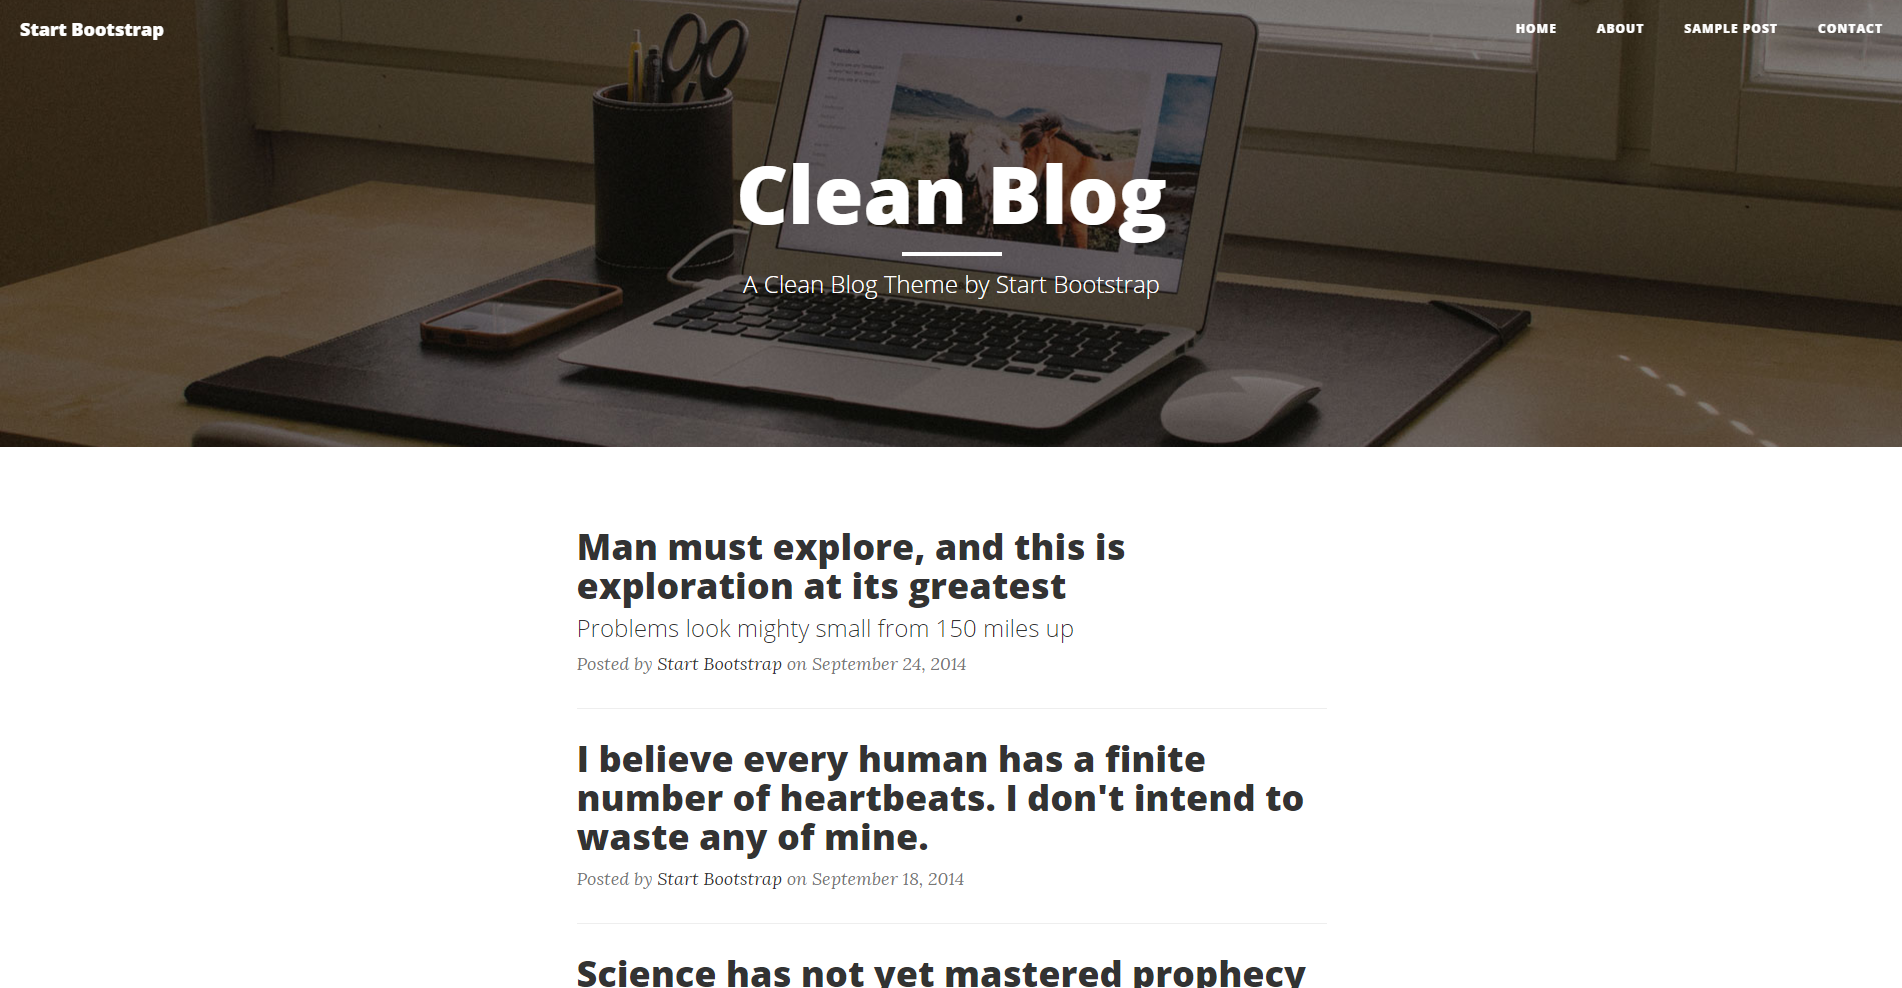 Start Bootstrap
HOME ABOUT SAMPLE POST CONTACT
Clean Blog
A Clean Blog Theme by Start Bootstrap
Man must explore, and this is
exploration at its greatest
Problems look mighty small from 150 miles up
Posted by Start Bootstrap on September 24, 2014
I believe every human has a finite
number of heartbeats. I don't intend to
waste any of mine.
Posted by Start Bootstrap on September 18, 2014
Science has not yet mastered prophecy